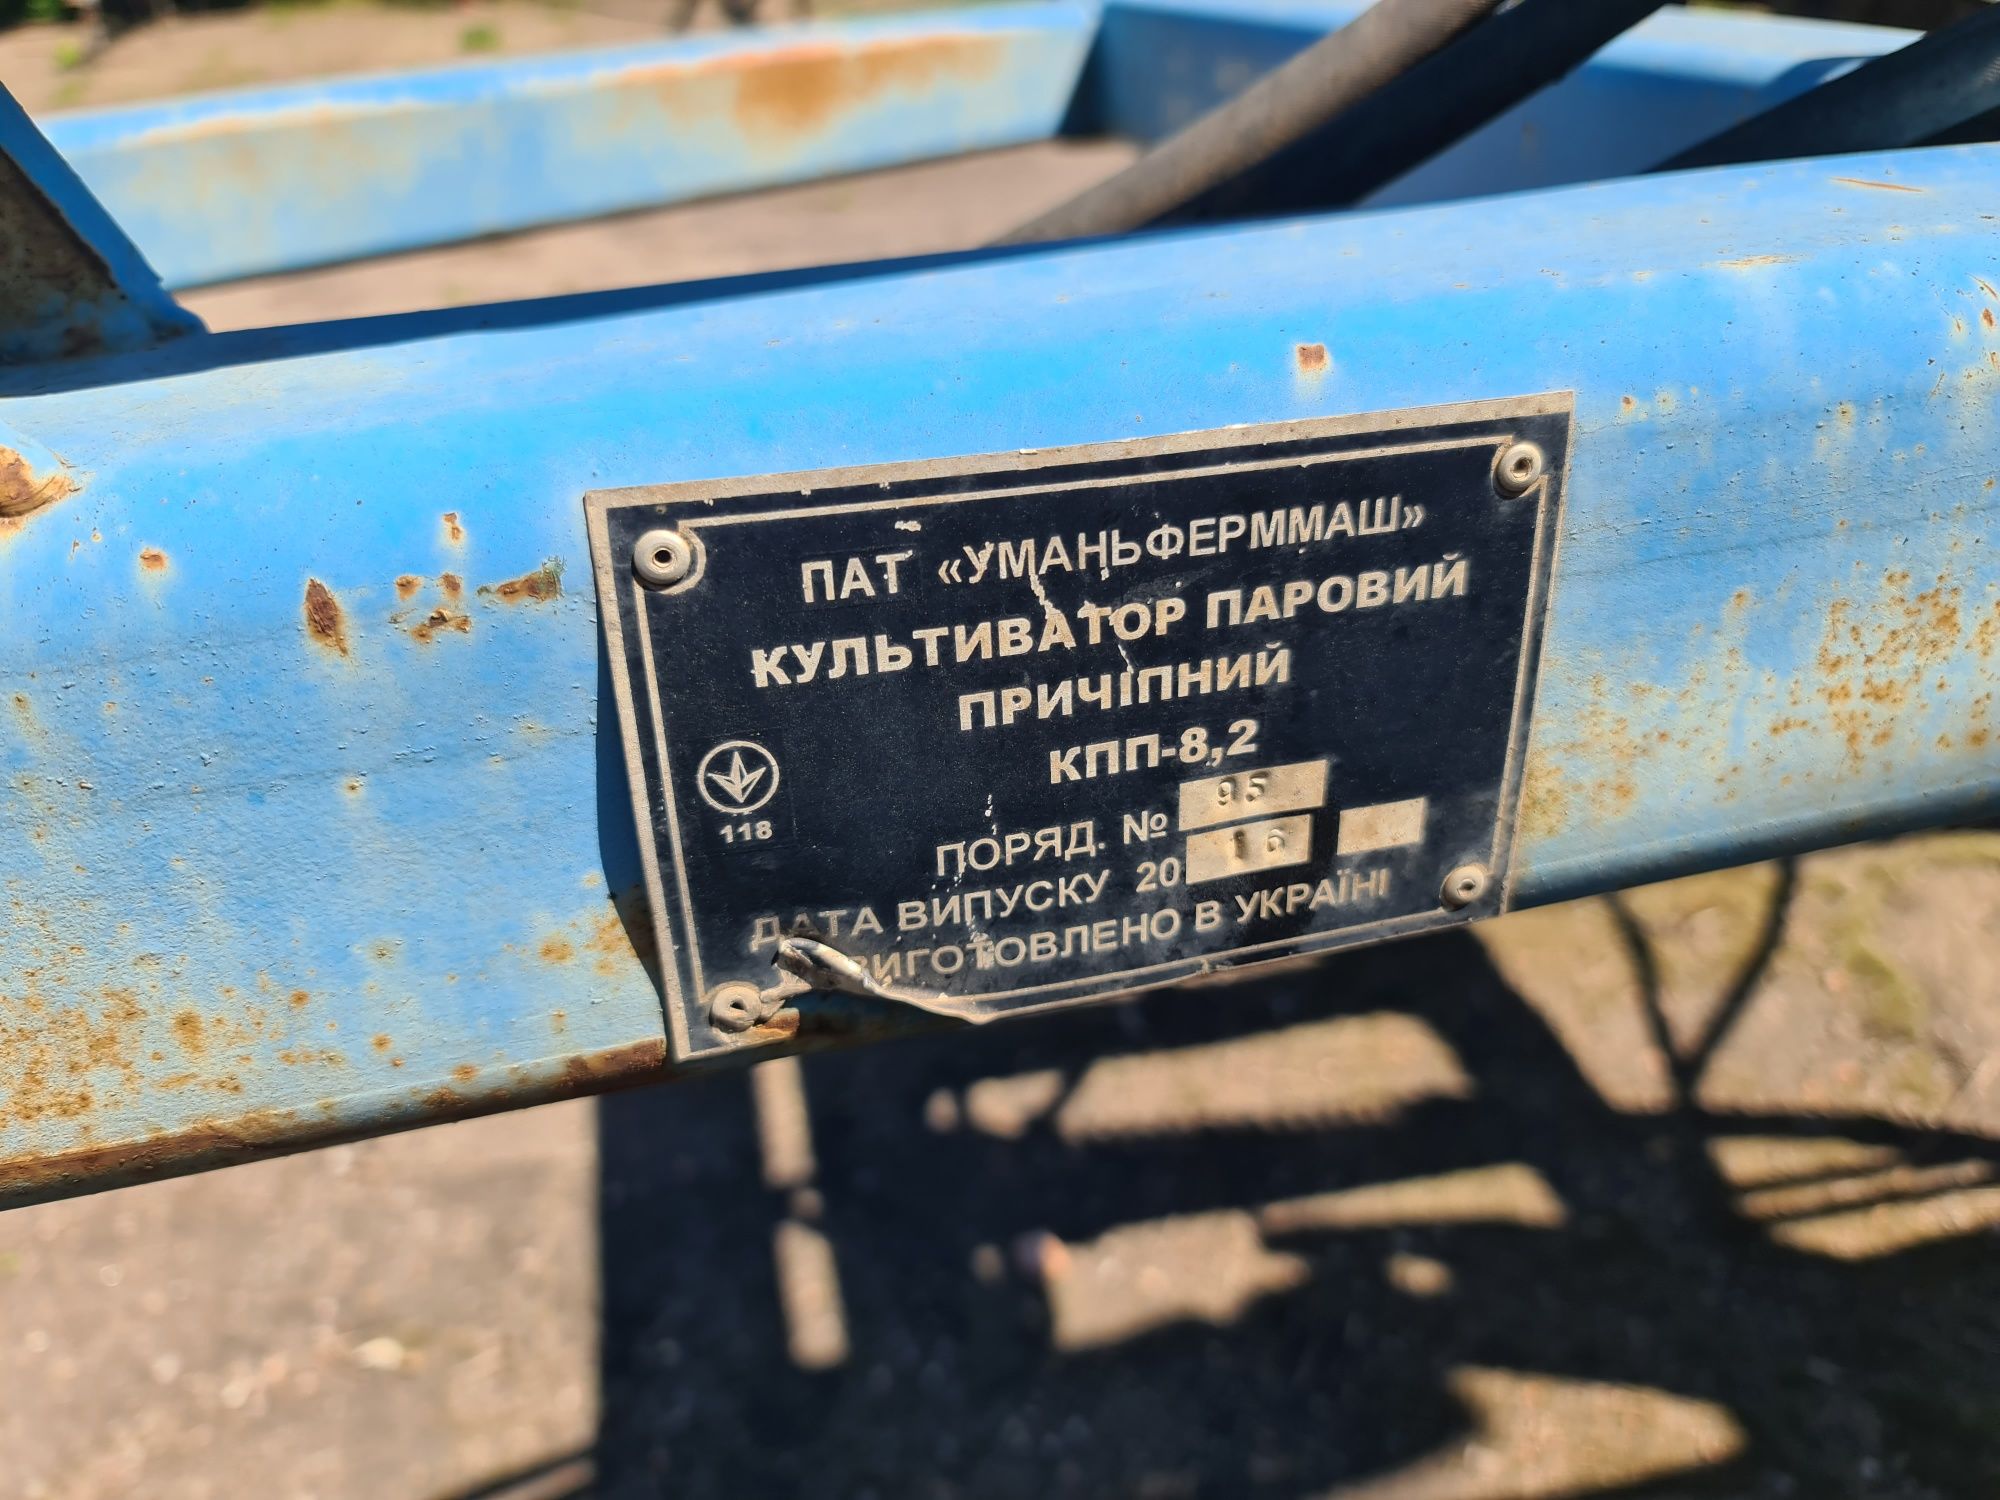 ПАТ «УМАНЬФЕРММАШ»
КУЛЬТИВАТОР ПАРОВИЙ
ПРИЧІПНИЙ
КПП-8,2
118
ПОРЯД. № 95
ДАТА ВИПУСКУ 20 16
ВИГОТОВЛЕНО В УКРАЇНІ